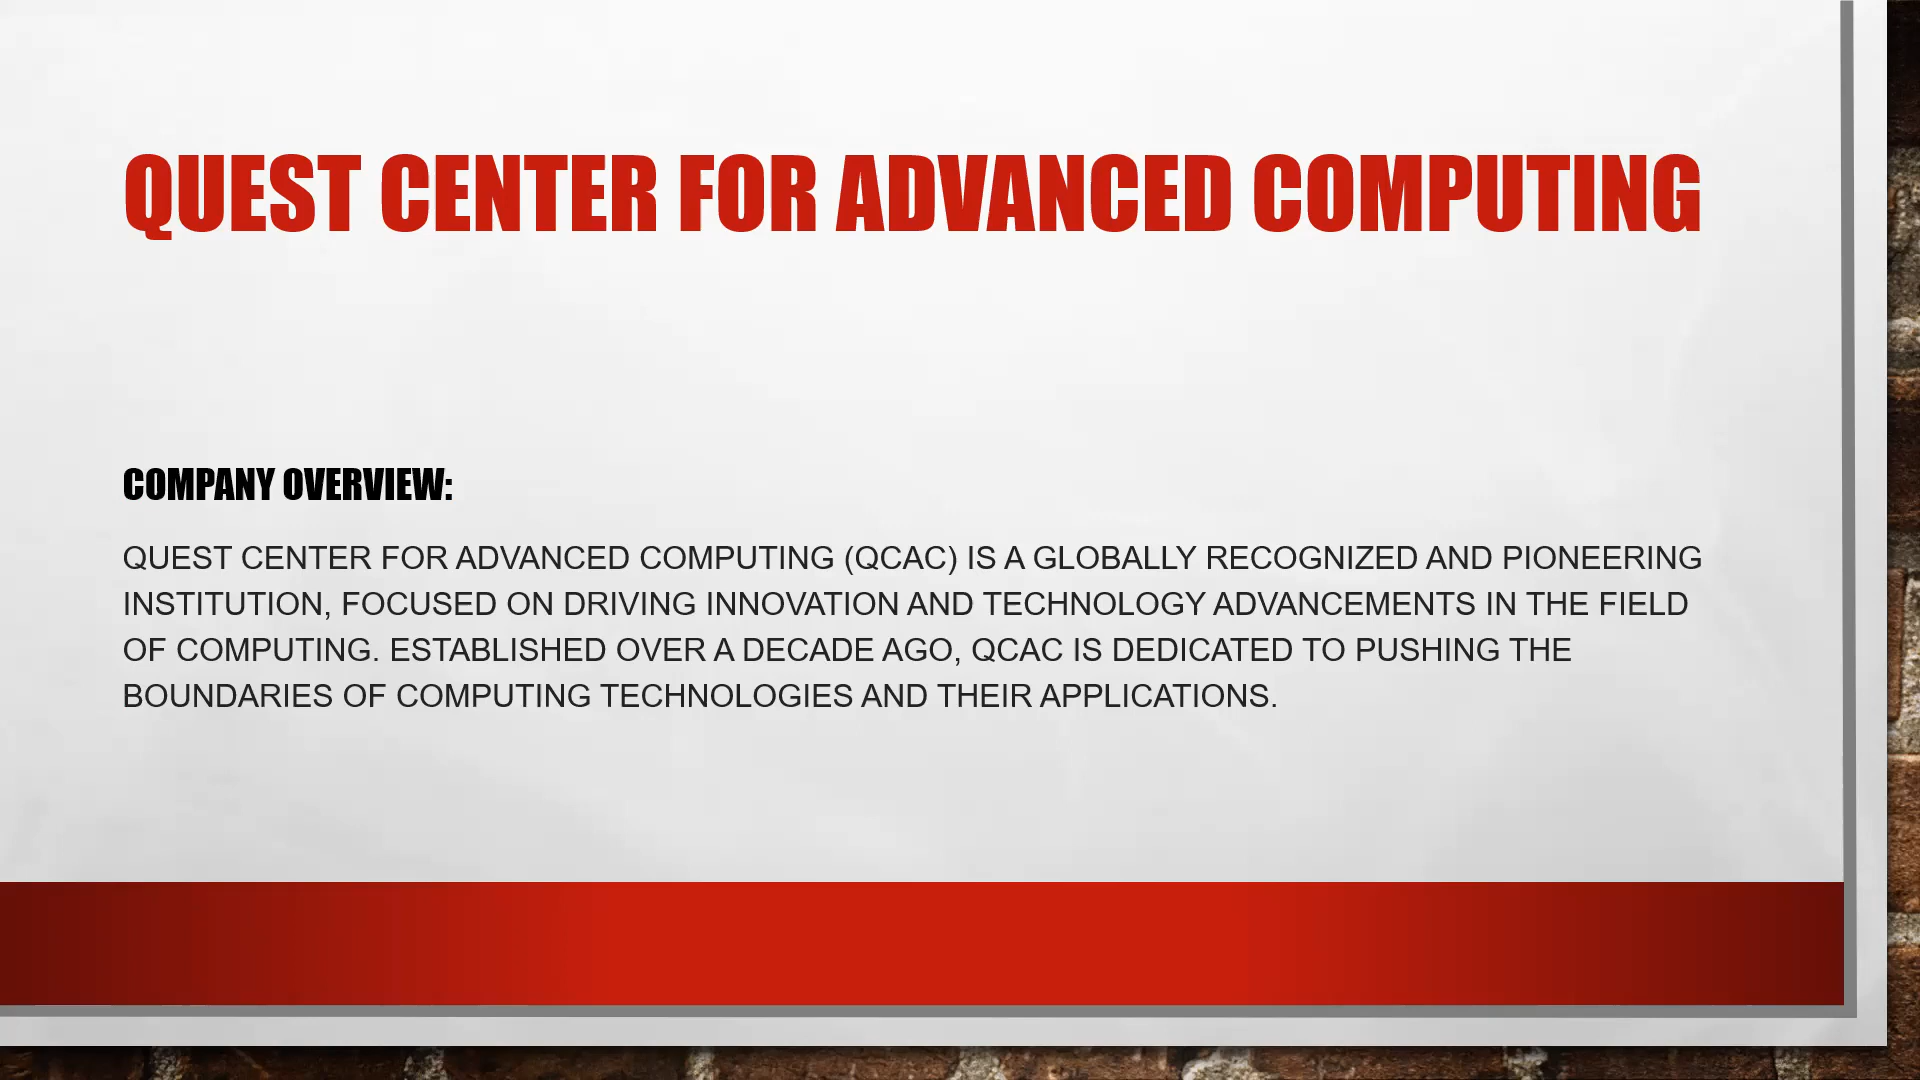 QUEST CENTER FOR ADVANCED COMPUTING
COMPANY OVERVIEW:
QUEST CENTER FOR ADVANCED COMPUTING (QCAC) IS A GLOBALLY RECOGNIZED AND PIONEERING
INSTITUTION, FOCUSED ON DRIVING INNOVATION AND TECHNOLOGY ADVANCEMENTS IN THE FIELD
OF COMPUTING. ESTABLISHED OVER A DECADE AGO, QCAC IS DEDICATED TO PUSHING THE
BOUNDARIES OF COMPUTING TECHNOLOGIES AND THEIR APPLICATIONS.